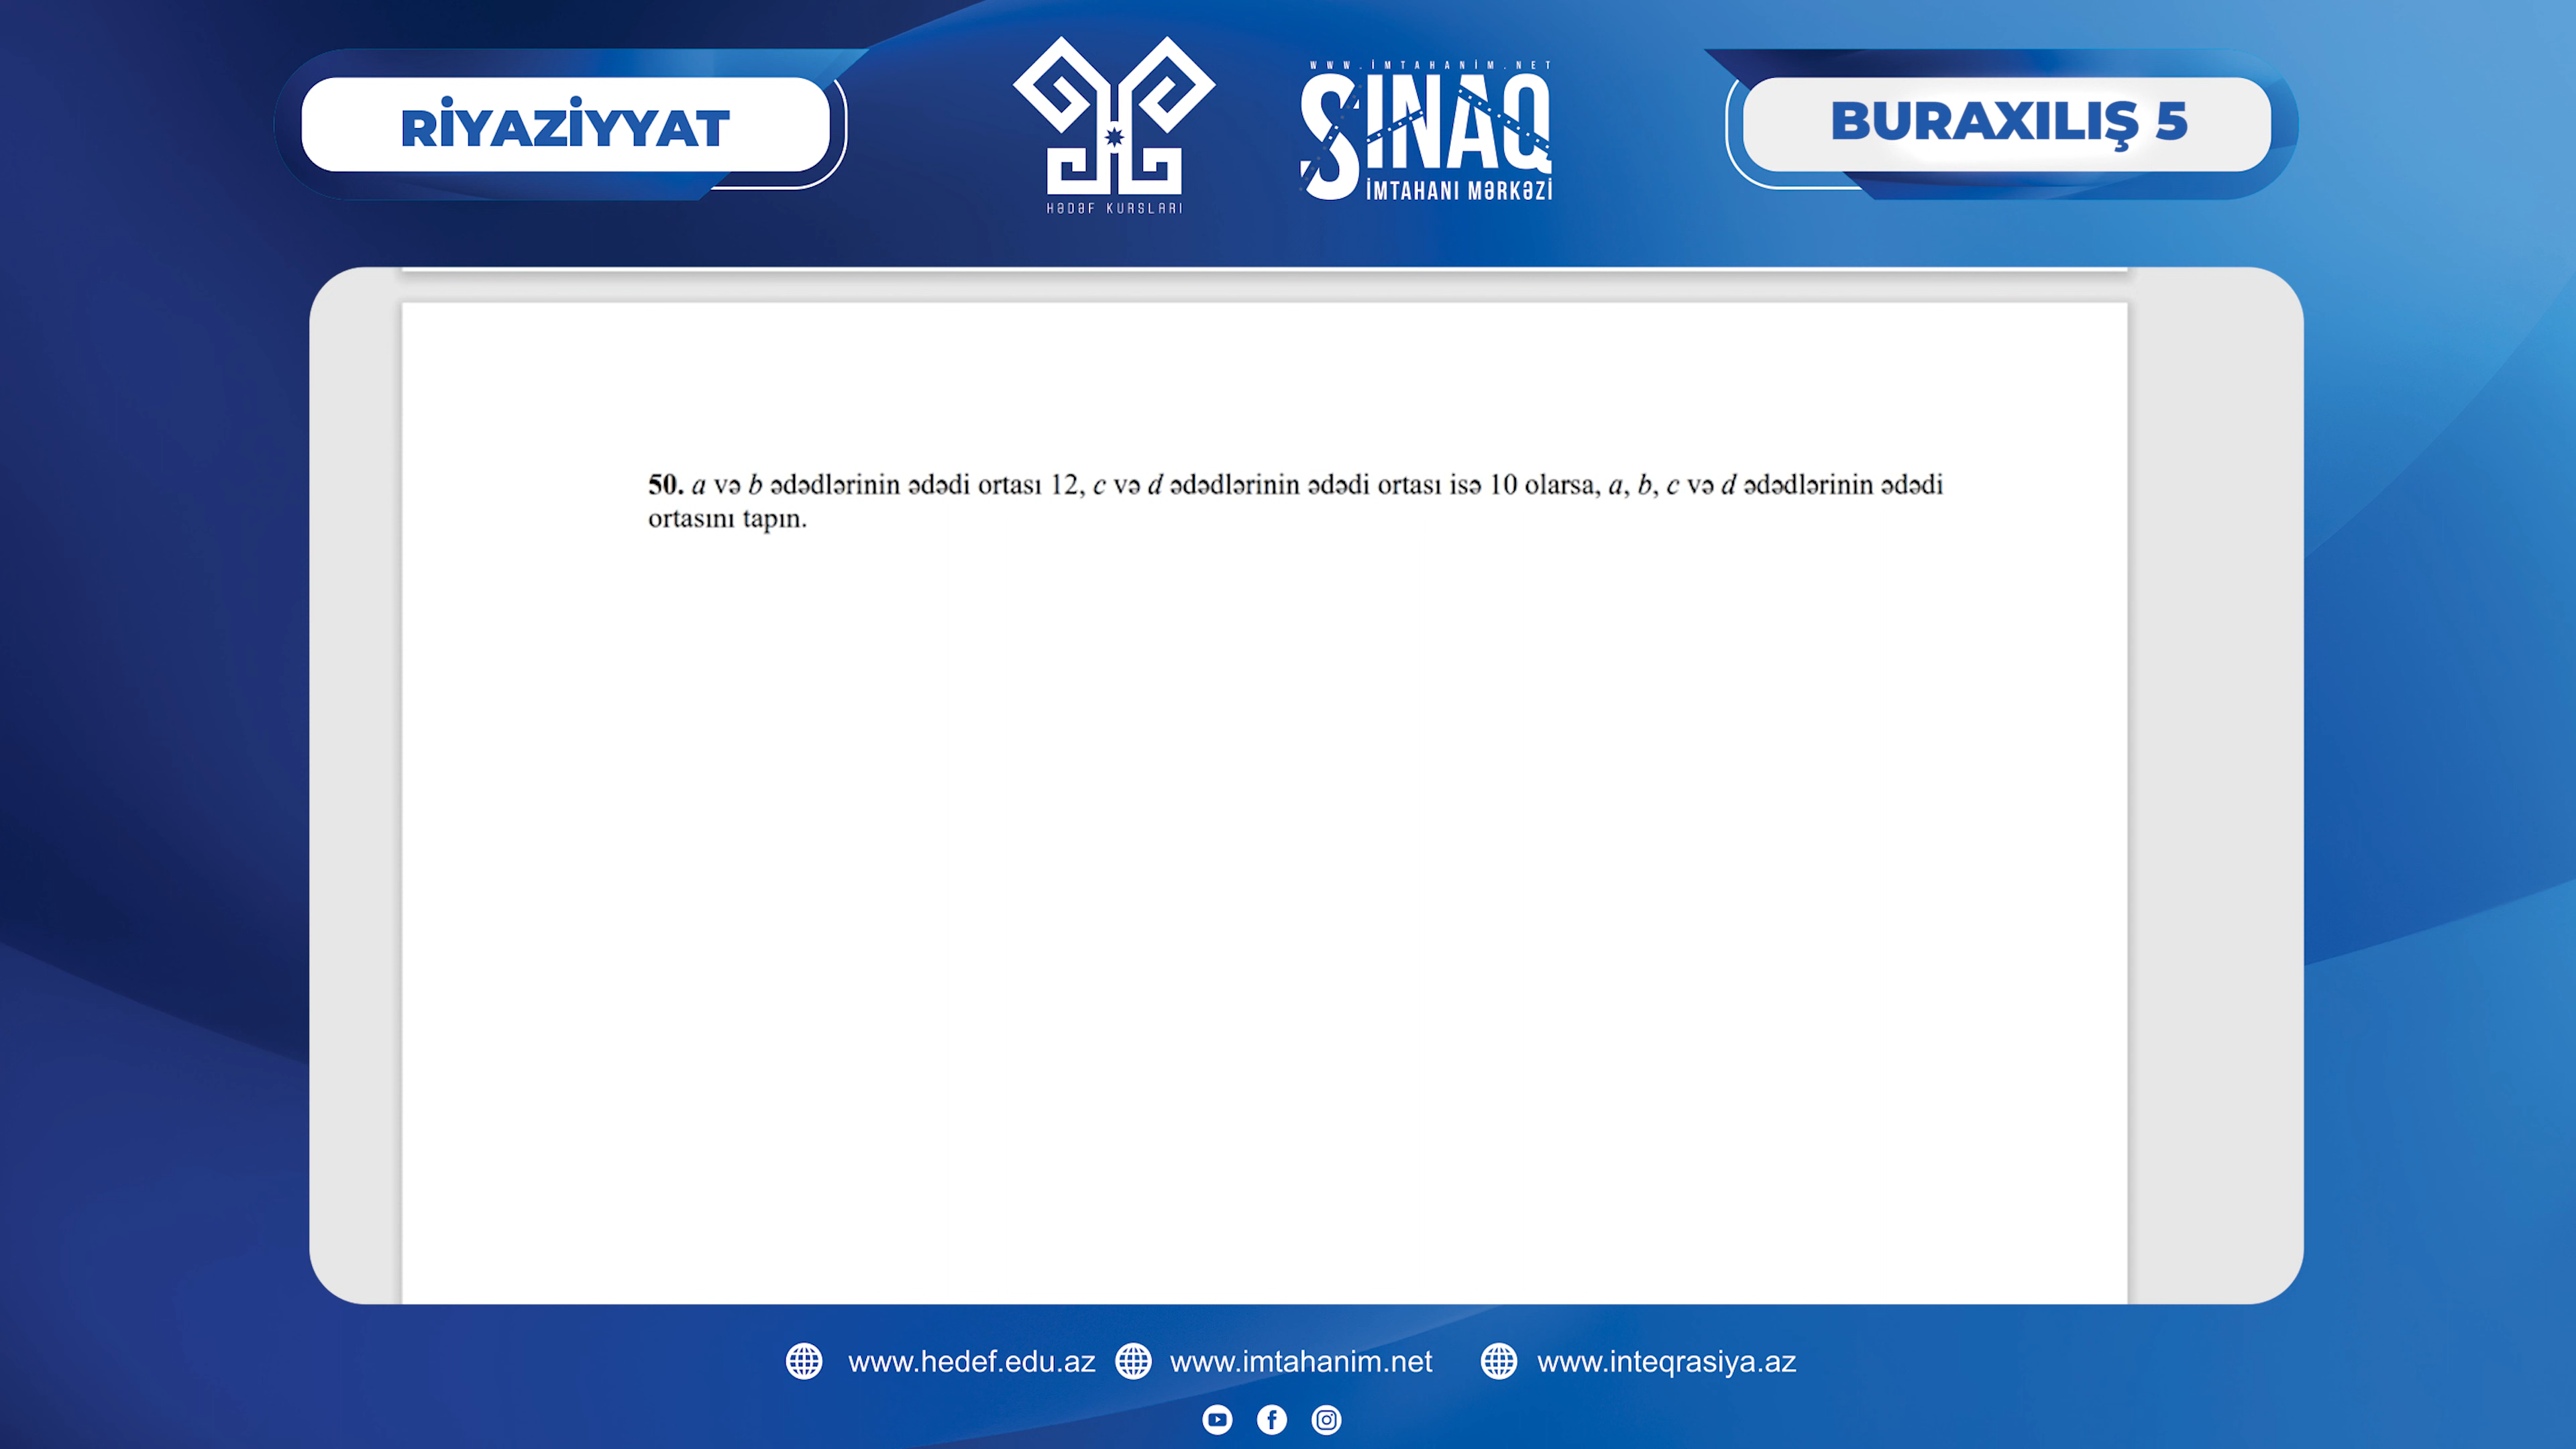 RİYAZİYYAT
HƏDƏF KURSLARI
WWW.İMTAHANİM.NET
SINAQ
İMTAHANI MƏRKƏZİ
BURAXILIŞ 5
50. a və b ədədlərinin ədədi ortası 12, c və d ədədlərinin ədədi ortası isə 10 olarsa, a, b, c və d ədədlərinin ədədi
ortasını tapın.
www.hedef.edu.az www.imtahanim.net www.inteqrasiya.az